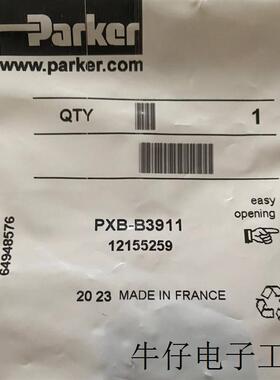 Parker
www.parker.com
QTY
1
easy
opening
PXB-B3911
12155259
64948576
20 23 MADE IN FRANCE
牛仔电子工